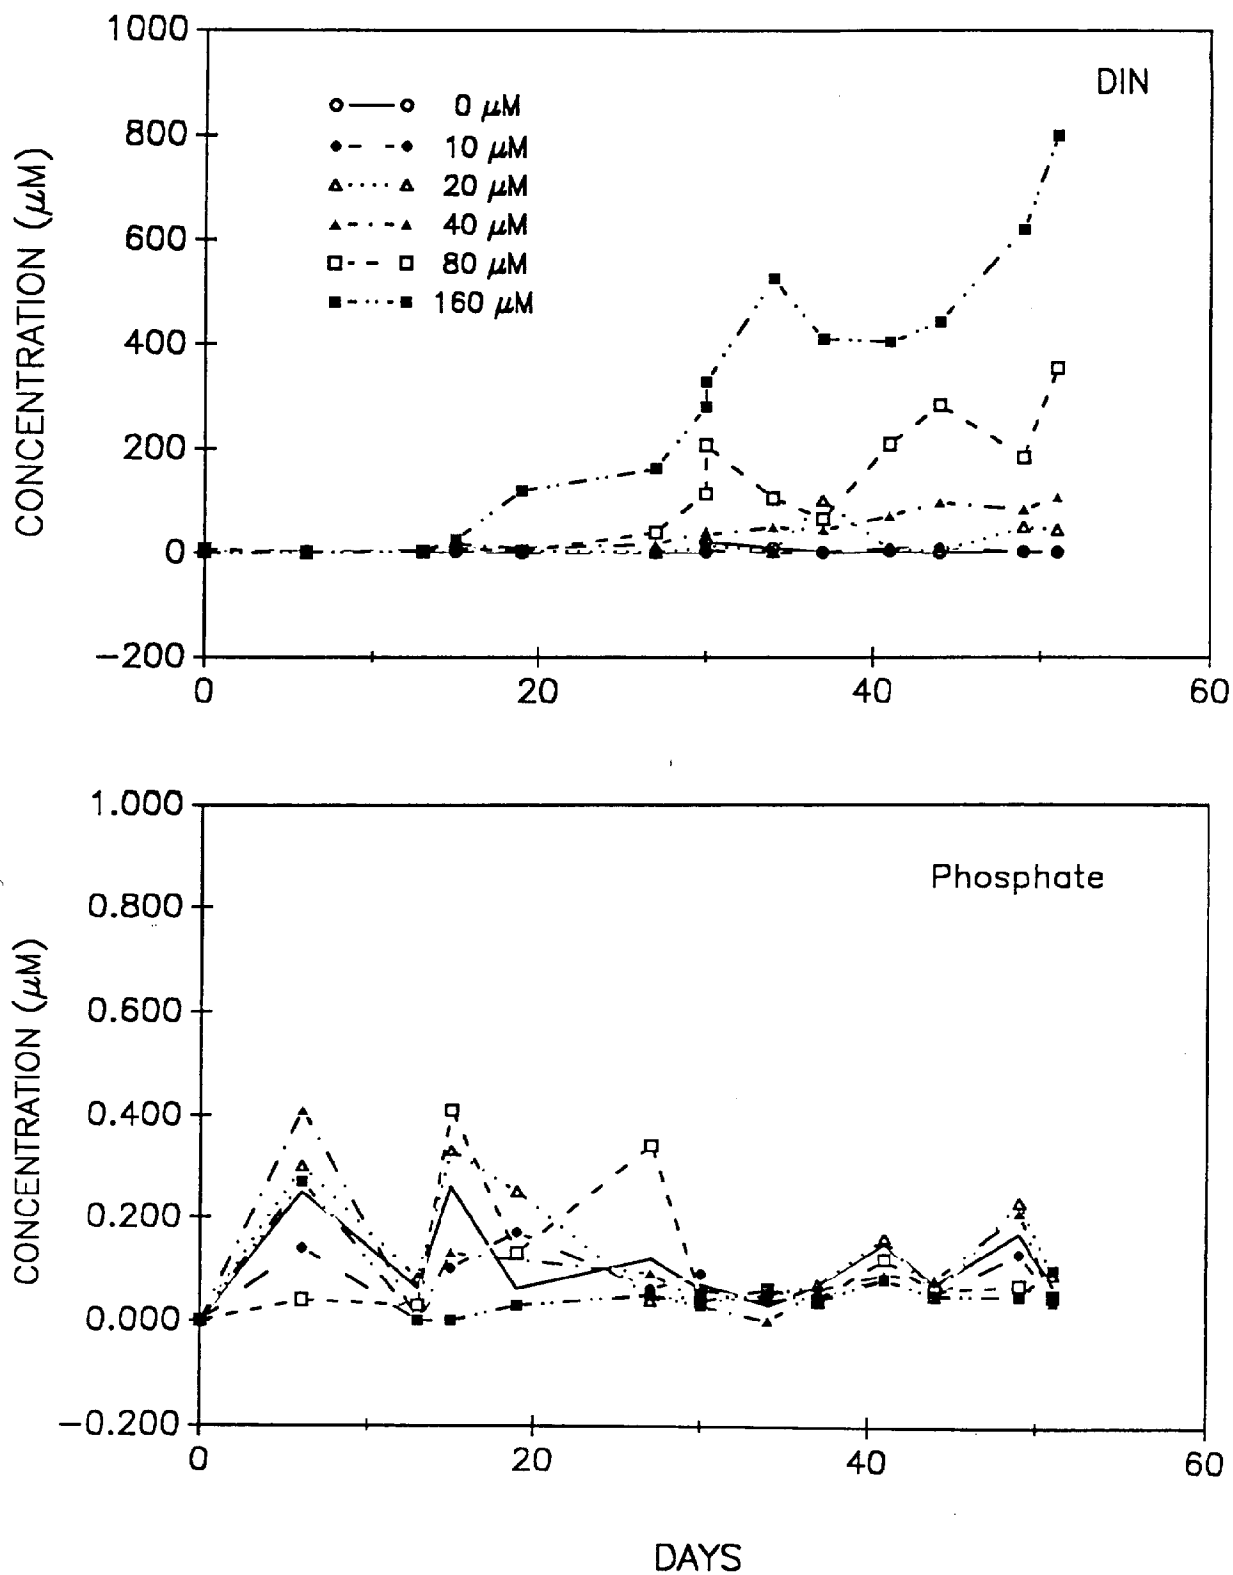 1000
800
600
400
200
0
−200
CONCENTRATION (μM)
DIN
0 μM
10 μM
20 μM
40 μM
80 μM
160 μM
0 20 40 60
1.000
0.800
0.600
0.400
0.200
0.000
−0.200
CONCENTRATION (μM)
Phosphate
0 20 40 60
DAYS